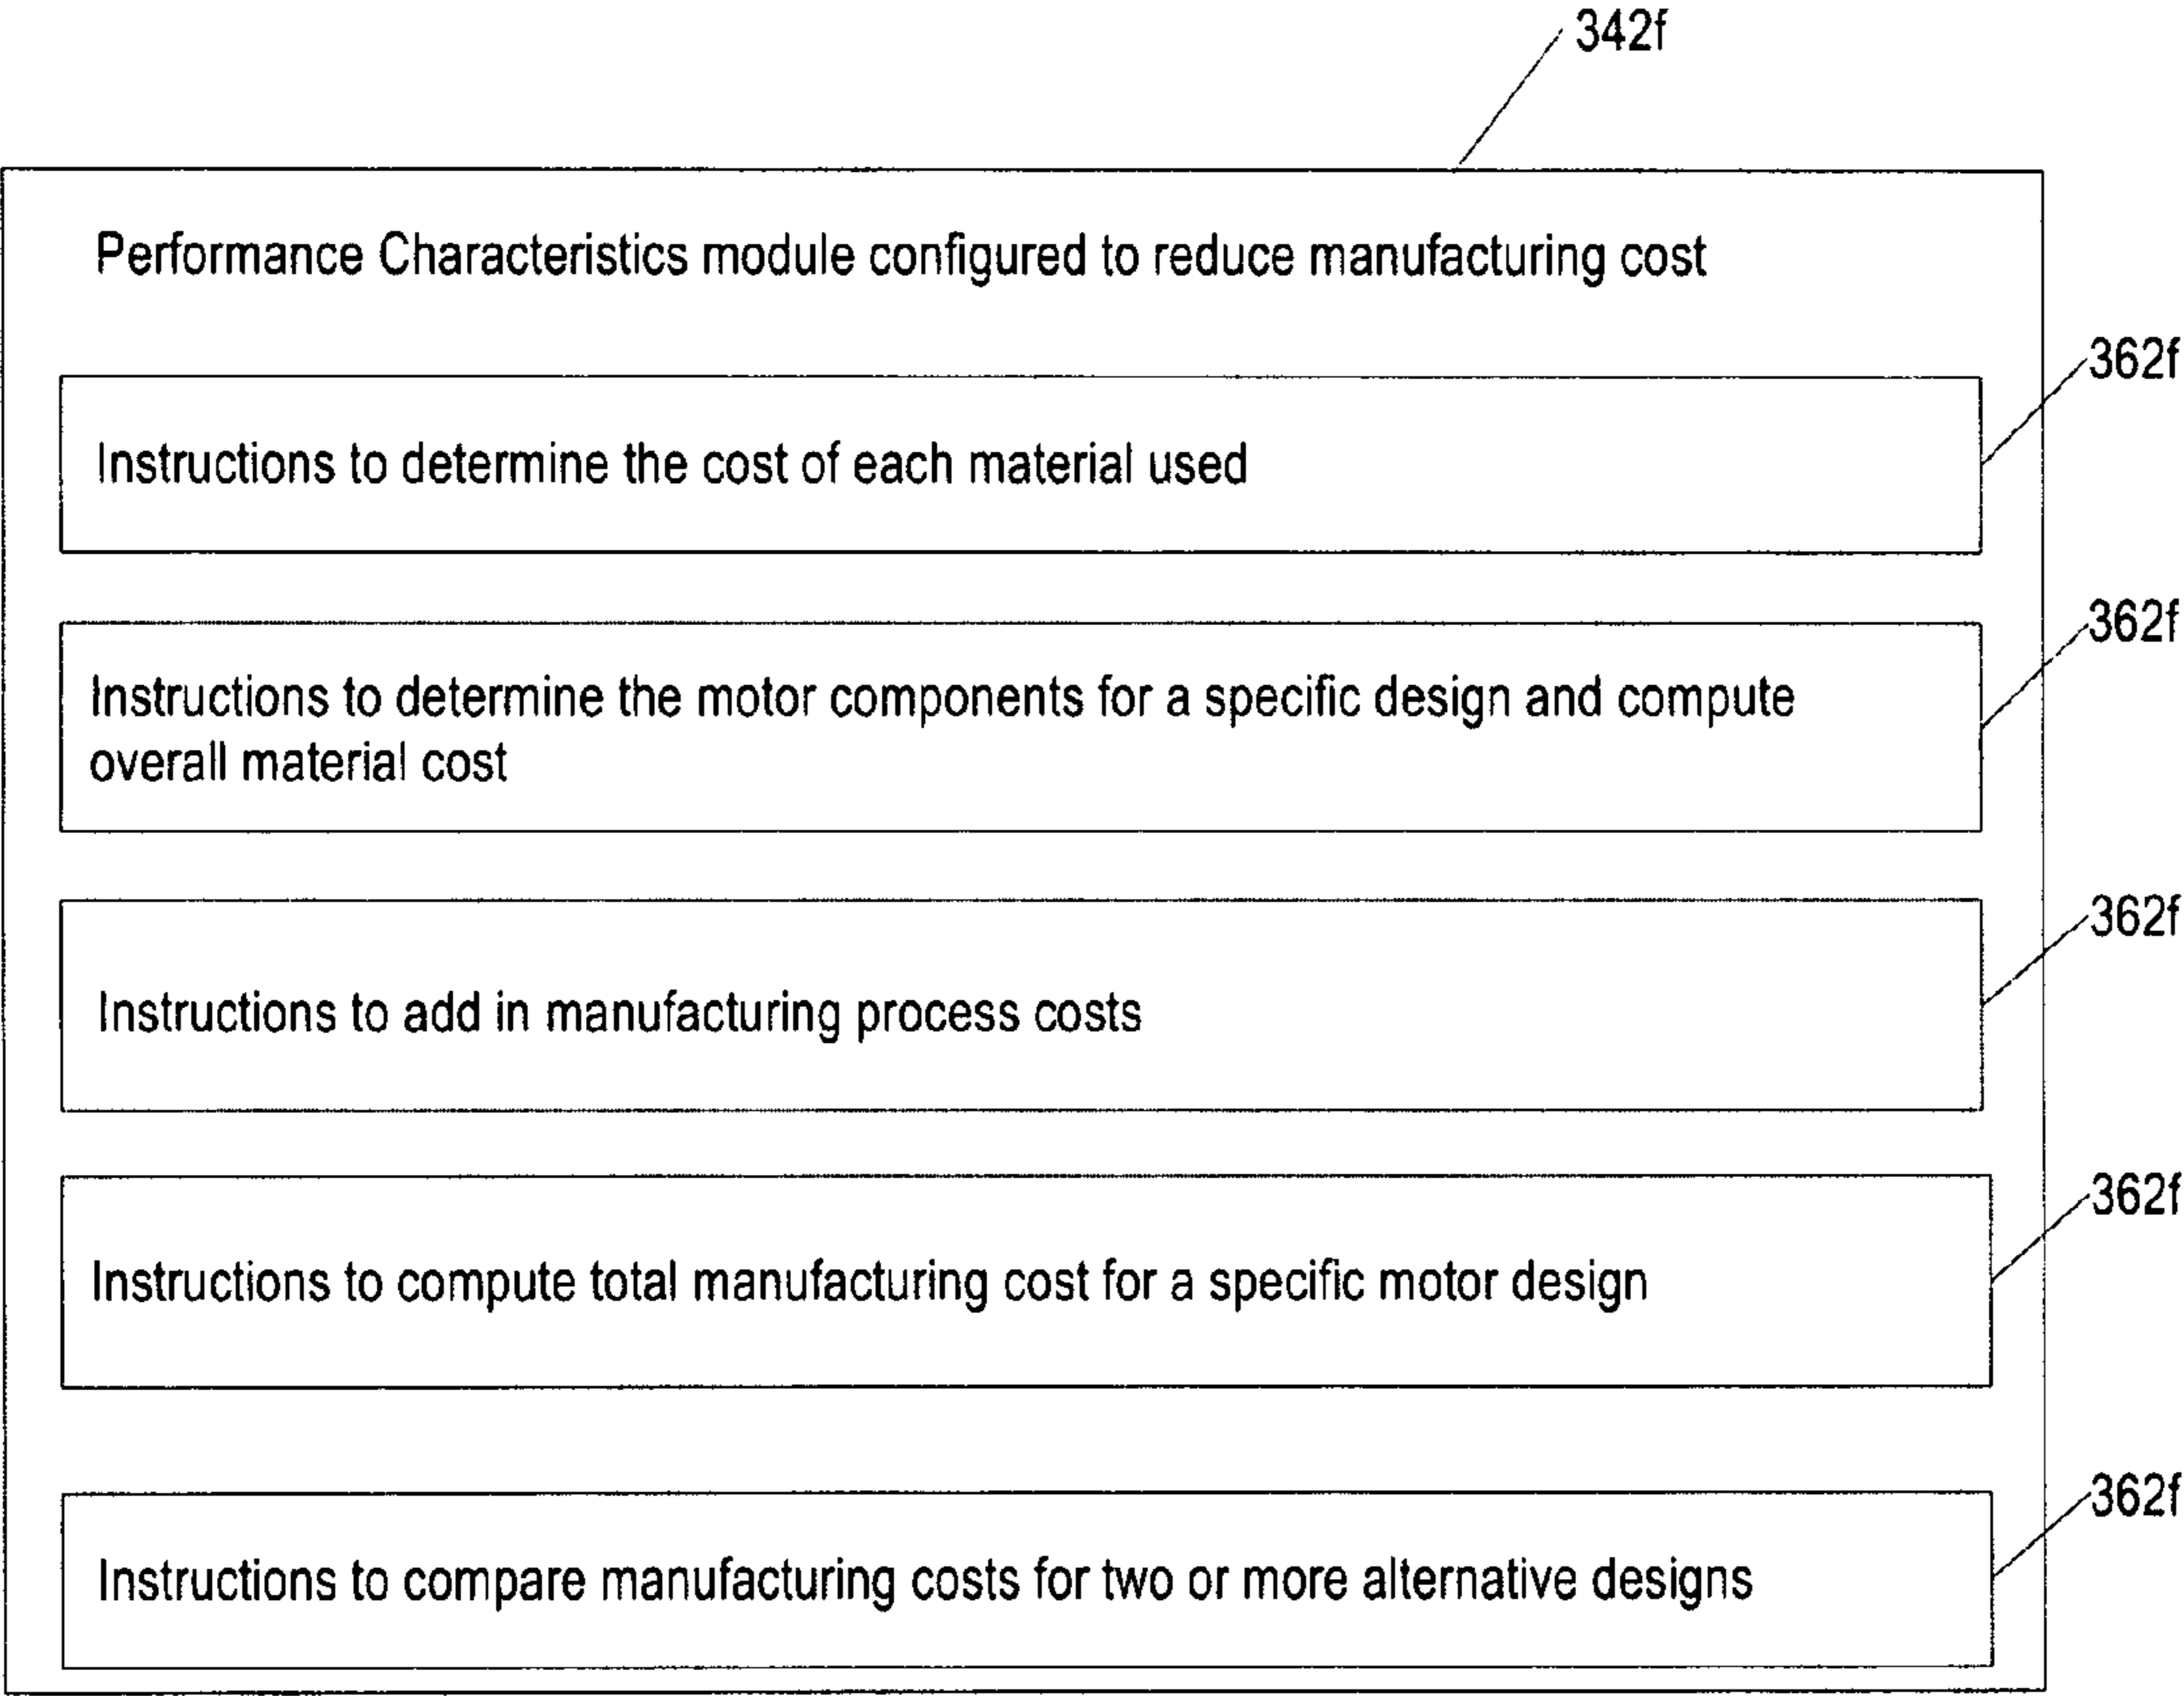 342f
Performance Characteristics module configured to reduce manufacturing cost
362f
Instructions to determine the cost of each material used
362f
Instructions to determine the motor components for a specific design and compute
overall material cost
362f
Instructions to add in manufacturing process costs
362f
Instructions to compute total manufacturing cost for a specific motor design
362f
Instructions to compare manufacturing costs for two or more alternative designs